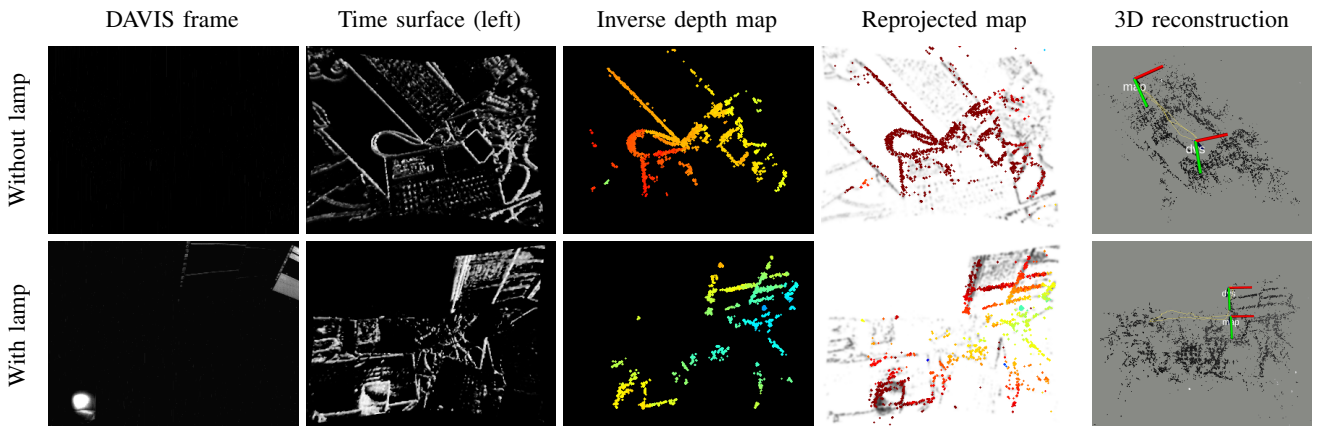 DAVIS frame
Time surface (left)
Inverse depth map
Reprojected map
3D reconstruction
Without lamp
map
dvs
With lamp
map